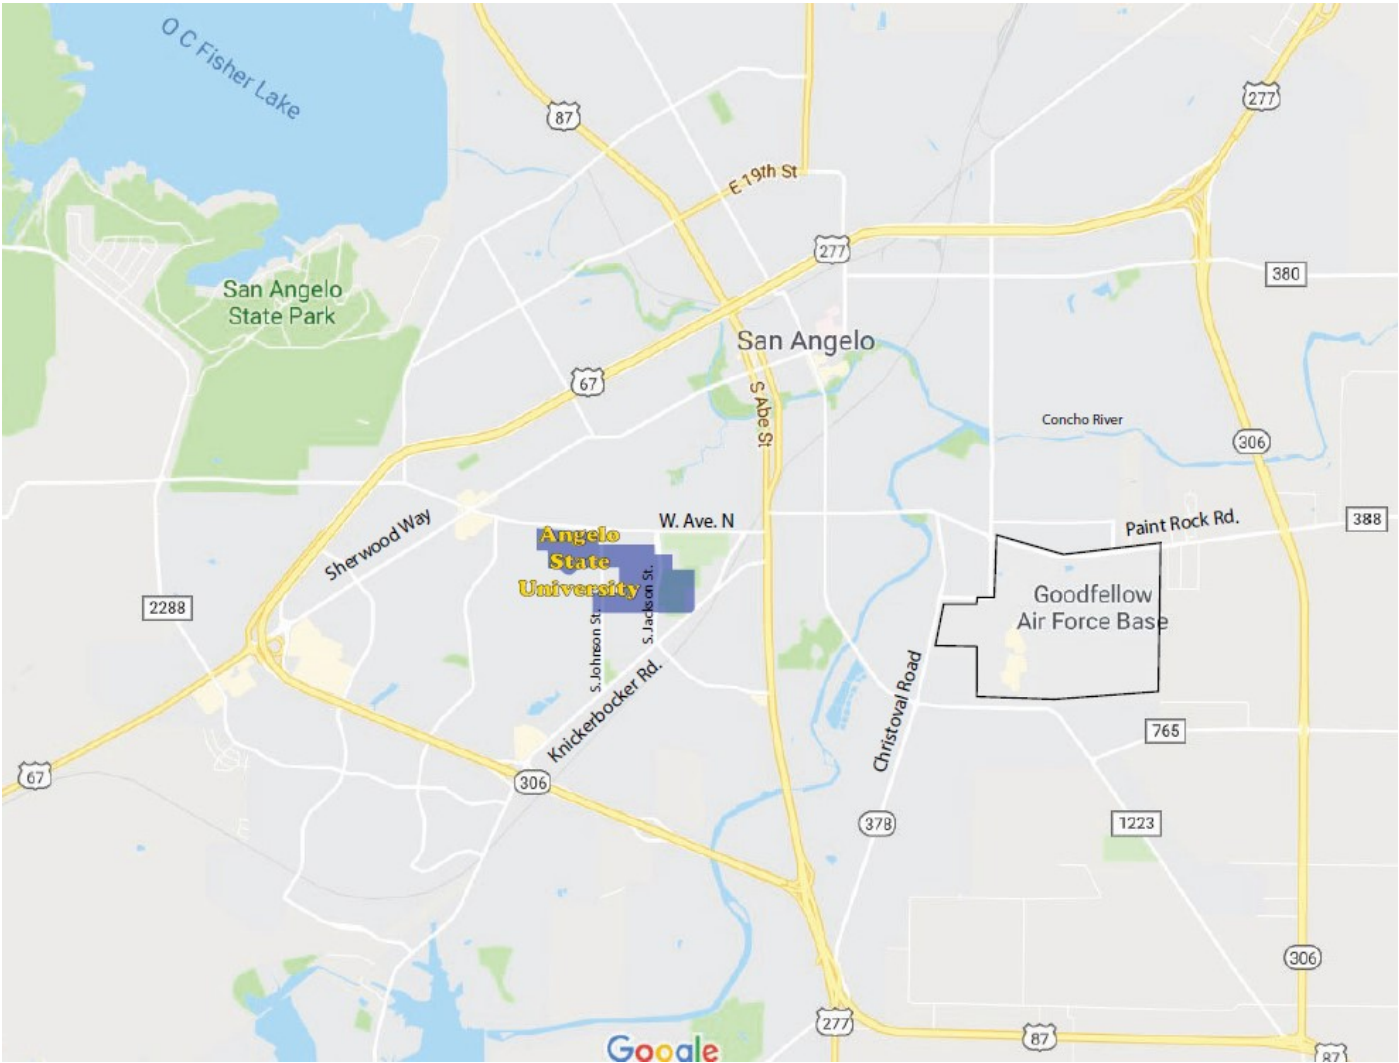 O C Fisher Lake
87
277
E 19th St
277
380
San Angelo
State Park
San Angelo
67
S Abe St
Concho River
306
W. Ave. N
Paint Rock Rd.
388
Sherwood Way
Angelo
State
University
S. Johnson St.
S. Jackson St.
Goodfellow
Air Force Base
2288
Knickerbocker Rd.
Christoval Road
765
67
306
378
1223
306
277
87
87
Google